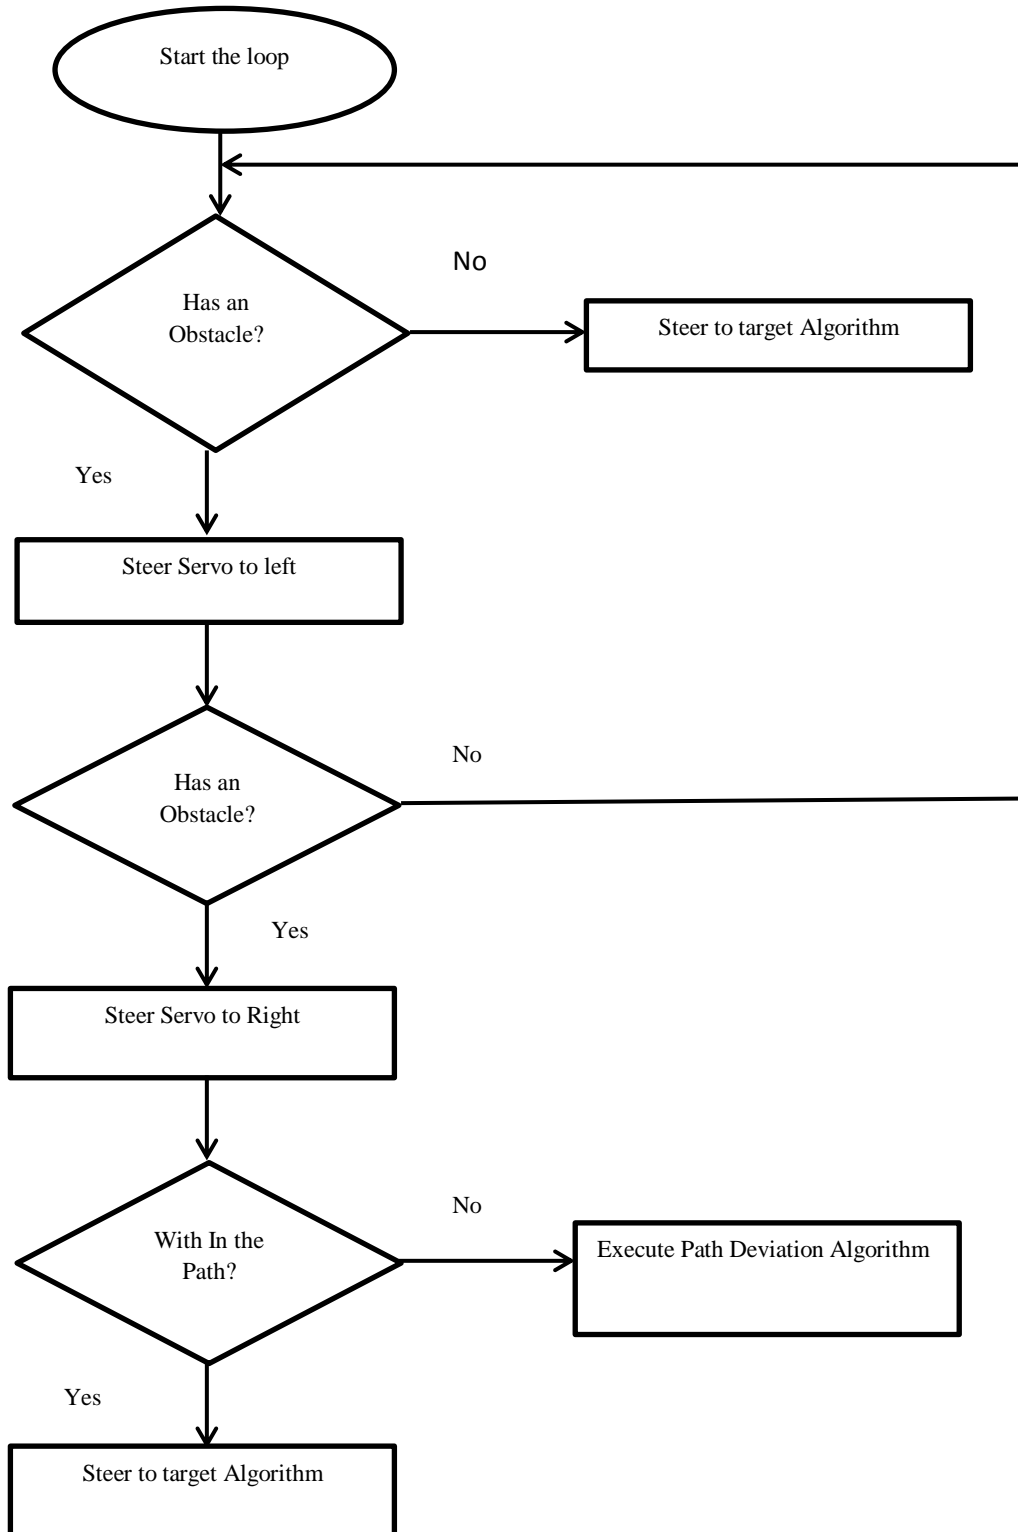 Start the loop
No
Has an
Obstacle?
Steer to target Algorithm
Yes
Steer Servo to left
No
Has an
Obstacle?
Yes
Steer Servo to Right
No
With In the
Path?
Execute Path Deviation Algorithm
Yes
Steer to target Algorithm